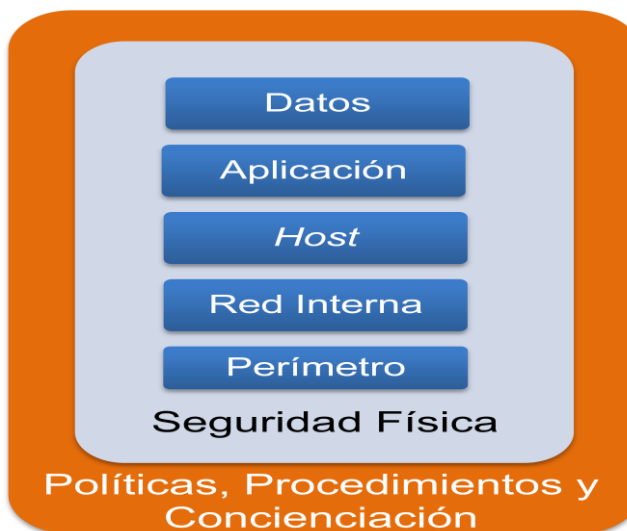 Datos
Aplicación
Host
Red Interna
Perímetro
Seguridad Física
Políticas, Procedimientos y
Concienciación